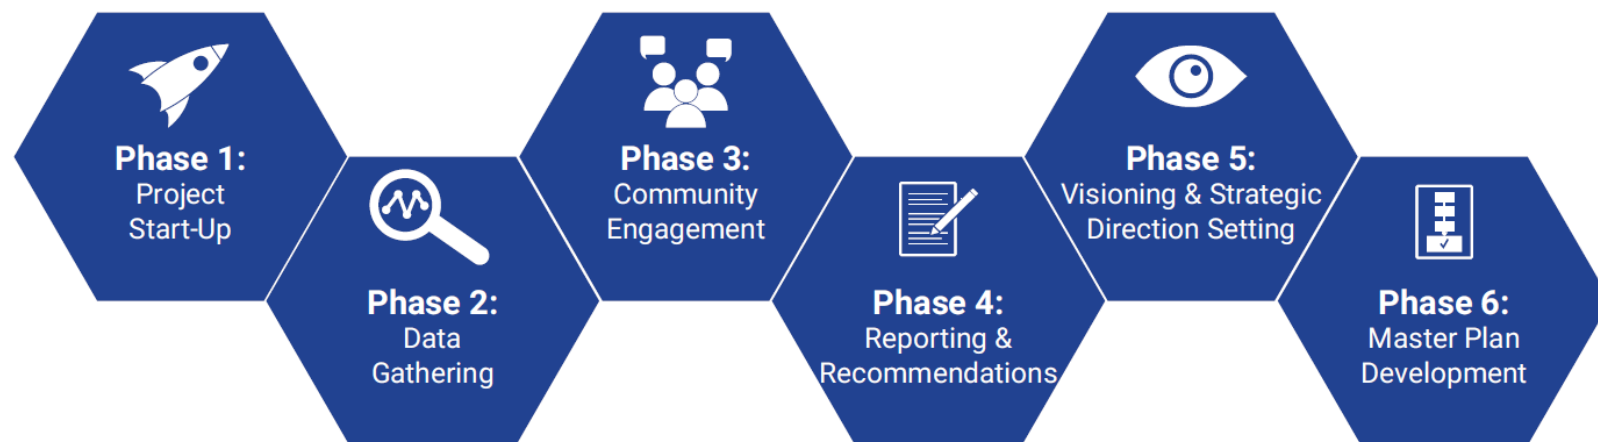 Phase 1:
Project
Start-Up
Phase 2:
Data
Gathering
Phase 3:
Community
Engagement
Phase 4:
Reporting &
Recommendations
Phase 5:
Visioning & Strategic
Direction Setting
Phase 6:
Master Plan
Development